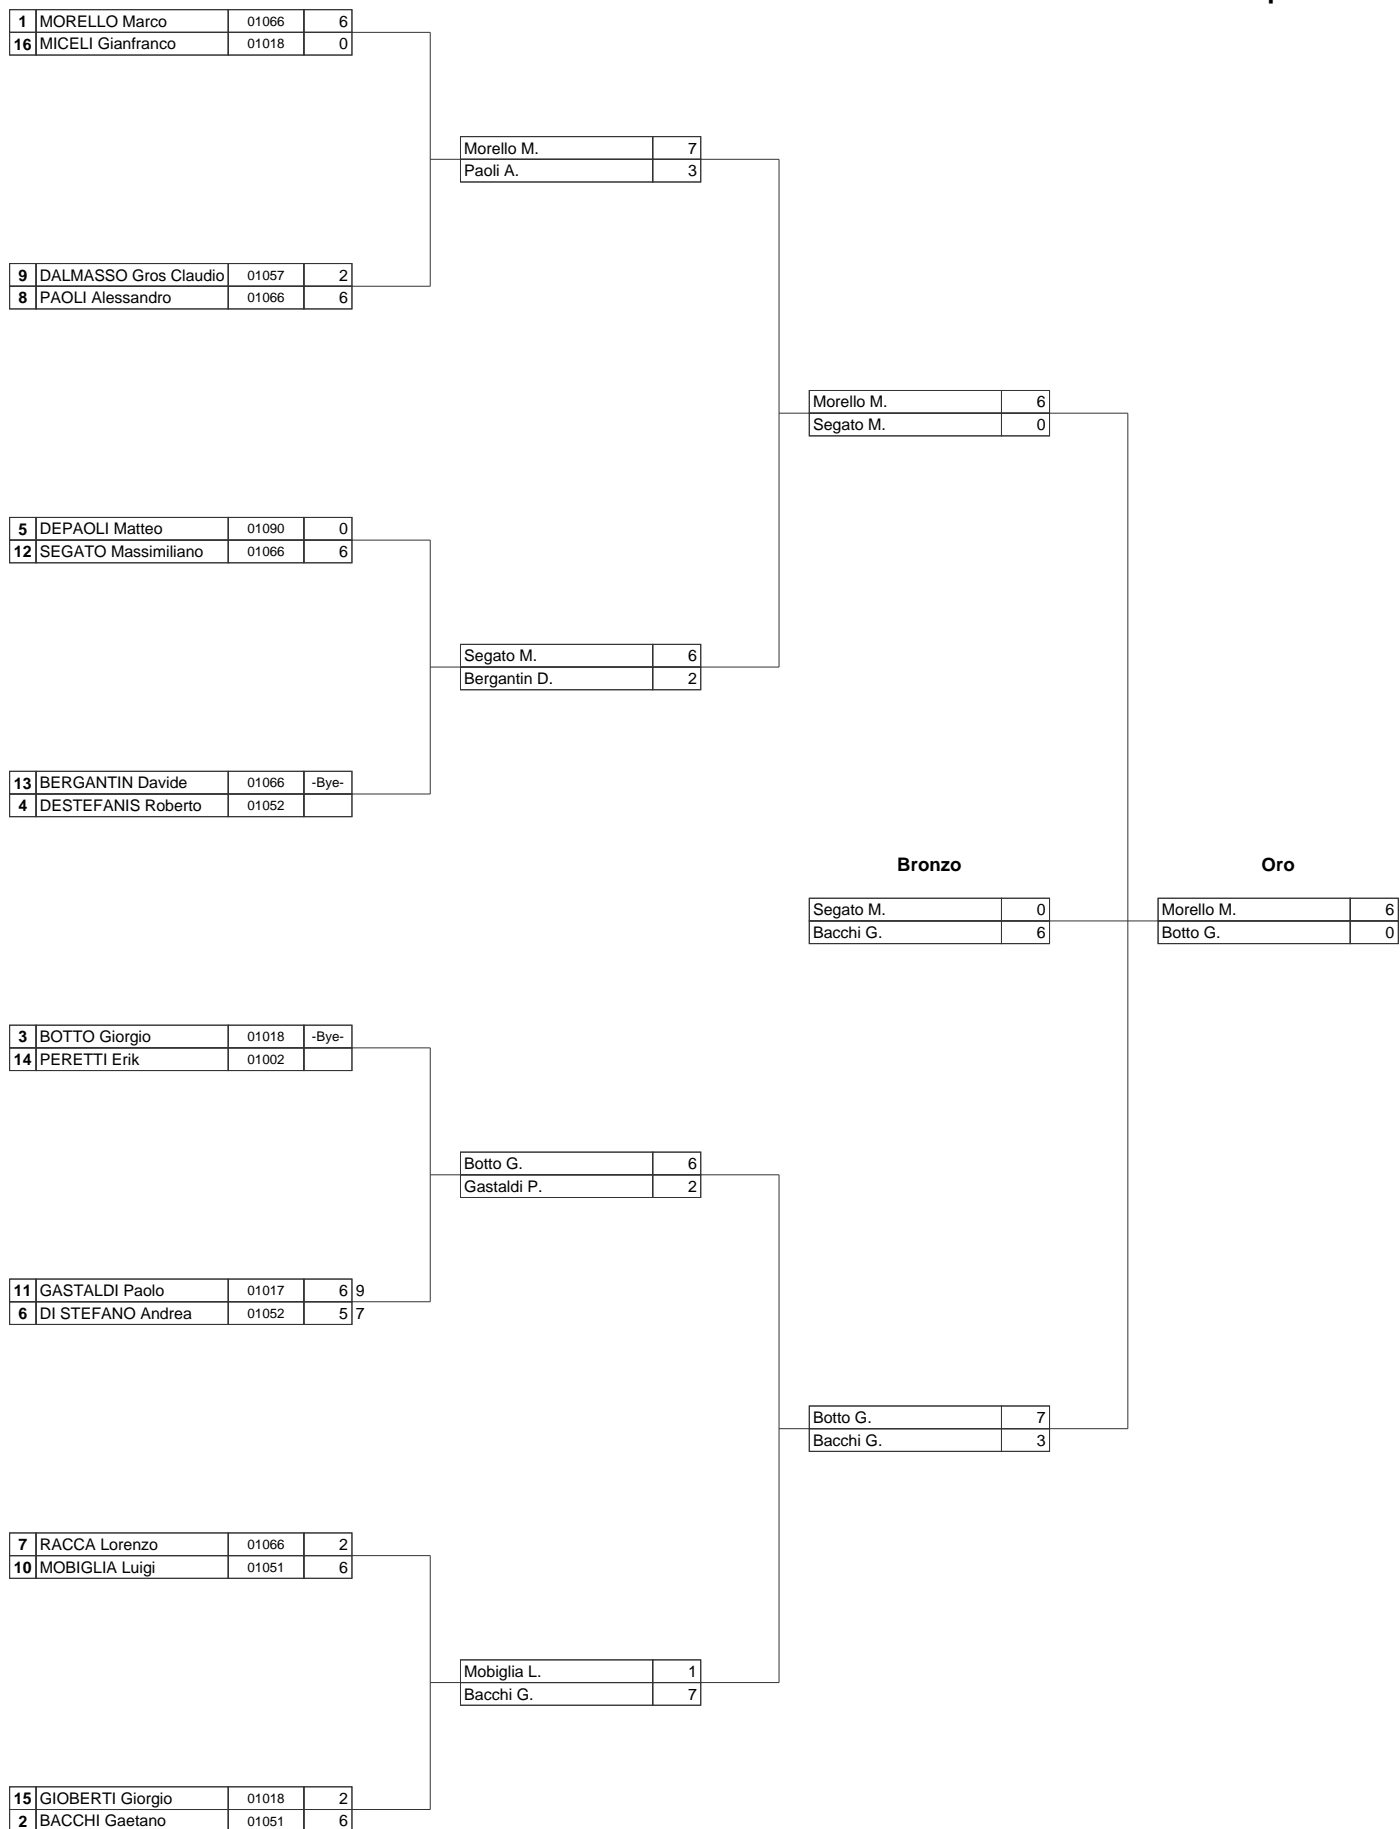 1 MORELLO Marco 01066 6
16 MICELI Gianfranco 01018 0
Morello M. 7
Paoli A. 3
9 DALMASSO Gros Claudio 01057 2
8 PAOLI Alessandro 01066 6
Morello M. 6
Segato M. 0
5 DEPAOLI Matteo 01090 0
12 SEGATO Massimiliano 01066 6
Segato M. 6
Bergantin D. 2
13 BERGANTIN Davide 01066 -Bye-
4 DESTEFANIS Roberto 01052
Bronzo Oro
Segato M. 0 Morello M. 6
Bacchi G. 6 Botto G. 0
3 BOTTO Giorgio 01018 -Bye-
14 PERETTI Erik 01002
Botto G. 6
Gastaldi P. 2
11 GASTALDI Paolo 01017 6 9
6 DI STEFANO Andrea 01052 5 7
Botto G. 7
Bacchi G. 3
7 RACCA Lorenzo 01066 2
10 MOBIGLIA Luigi 01051 6
Mobiglia L. 1
Bacchi G. 7
15 GIOBERTI Giorgio 01018 2
2 BACCHI Gaetano 01051 6